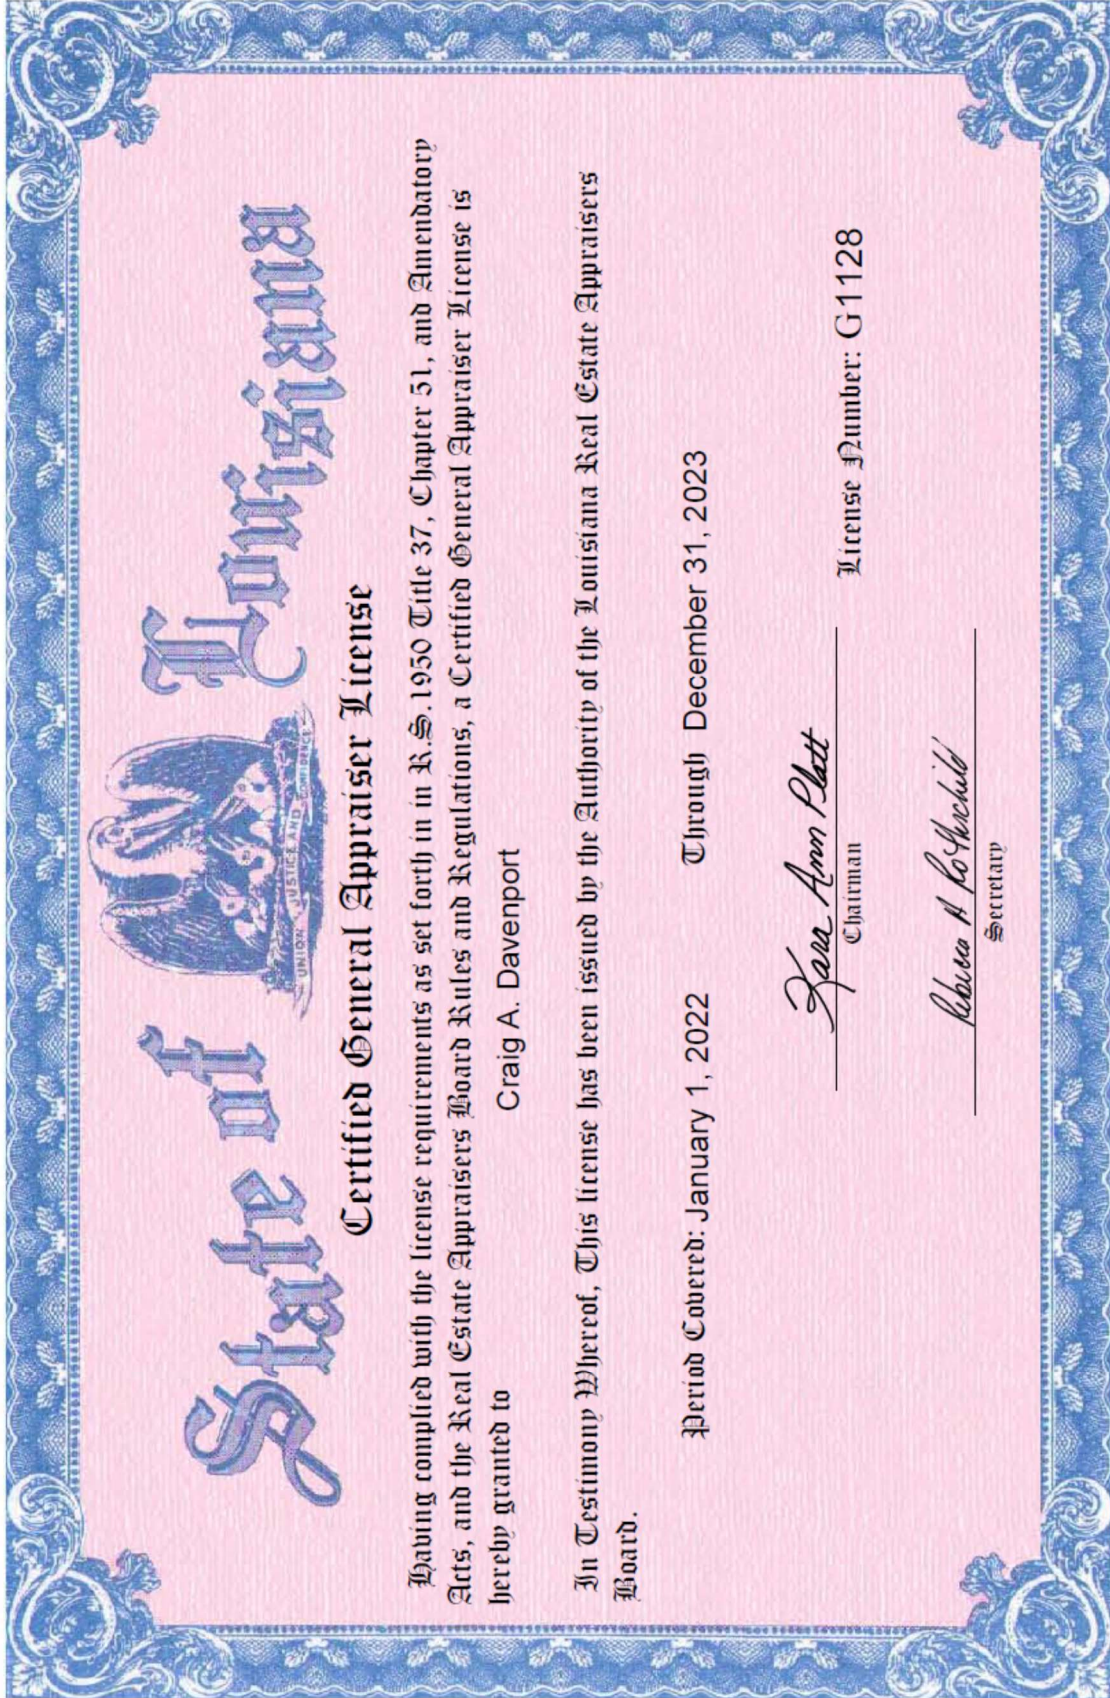 State of Louisiana
UNION, JUSTICE AND CONFIDENCE
Certified General Appraiser License
Having complied with the license requirements as set forth in in R.S. 1950 Title 37, Chapter 51, and Amendatory
Acts, and the Real Estate Appraisers Board Rules and Regulations, a Certified General Appraiser License is
hereby granted to Craig A. Davenport
In Testimony Whereof, This license has been issued by the Authority of the Louisiana Real Estate Appraisers
Board.
Period Covered: January 1, 2022 Through December 31, 2023
Kara Ann Platt
Chairman
License Number: G1128
Rebecca A Rothschild
Secretary